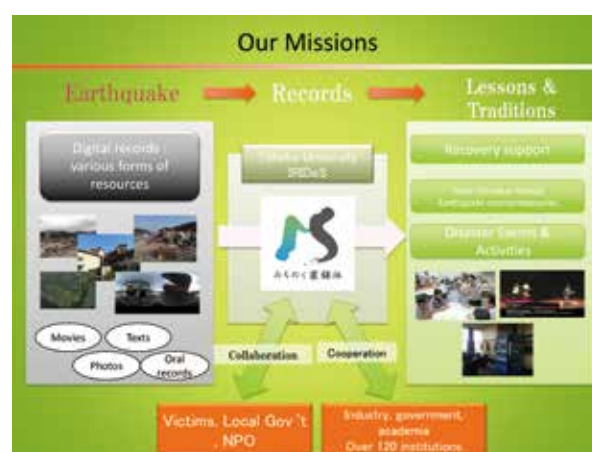 Our Missions
Earthquake
Records
Lessons &
Traditions
Digital records :
various forms of
resources
Tohoku University
IRIDeS
Recovery support
Earthquake countermeasures
Disaster Events &
Activities
みちのく震録伝
Movies
Texts
Photos
Oral
records
Collaboration
Cooperation
Victims, Local Gov't
, NPO
Industry, government,
academia
Over 120 institutions